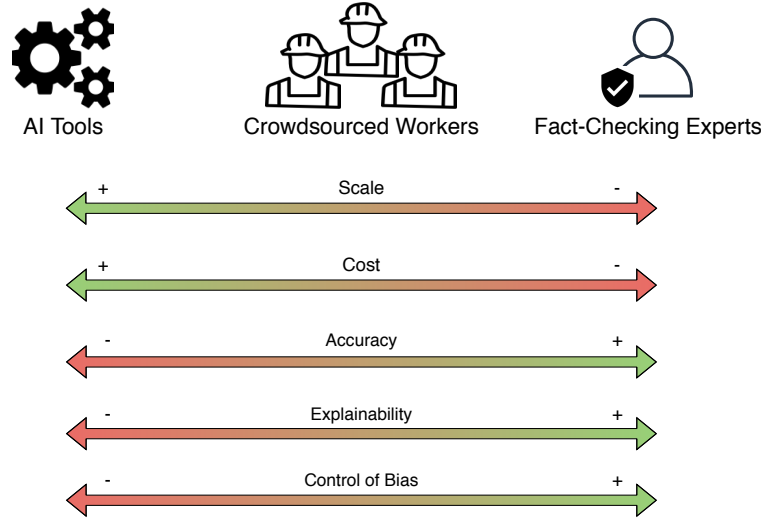 AI Tools
Crowdsourced Workers
Fact-Checking Experts
+ Scale -
+ Cost -
- Accuracy +
- Explainability +
- Control of Bias +